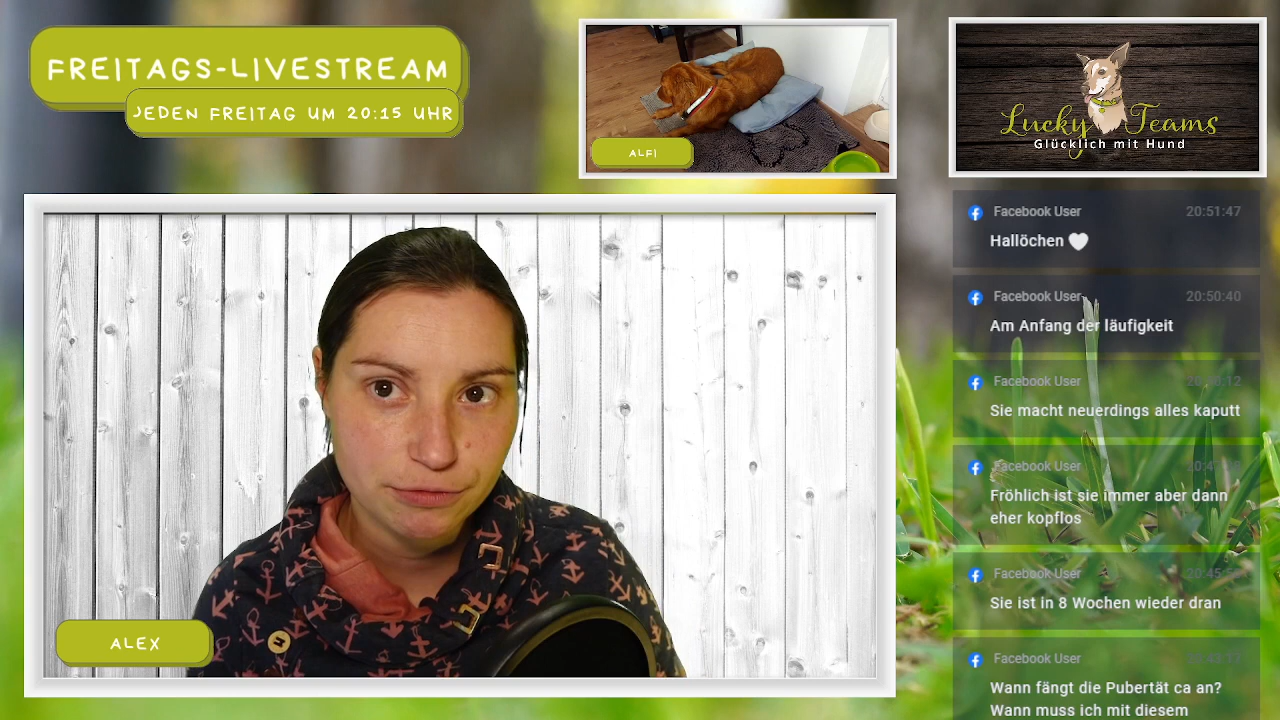 FREITAGS-LIVESTREAM
JEDEN FREITAG UM 20:15 UHR
ALFI
Lucky Teams
Glücklich mit Hund
Facebook User 20:51:47
Hallöchen 🤍
Facebook User 20:50:40
Am Anfang der läufigkeit
Facebook User
Sie macht neuerdings alles kaputt
Facebook User
Fröhlich ist sie immer aber dann
eher kopflos
Facebook User
Sie ist in 8 Wochen wieder dran
Facebook User
Wann fängt die Pubertät ca an?
Wann muss ich mit diesem
ALEX